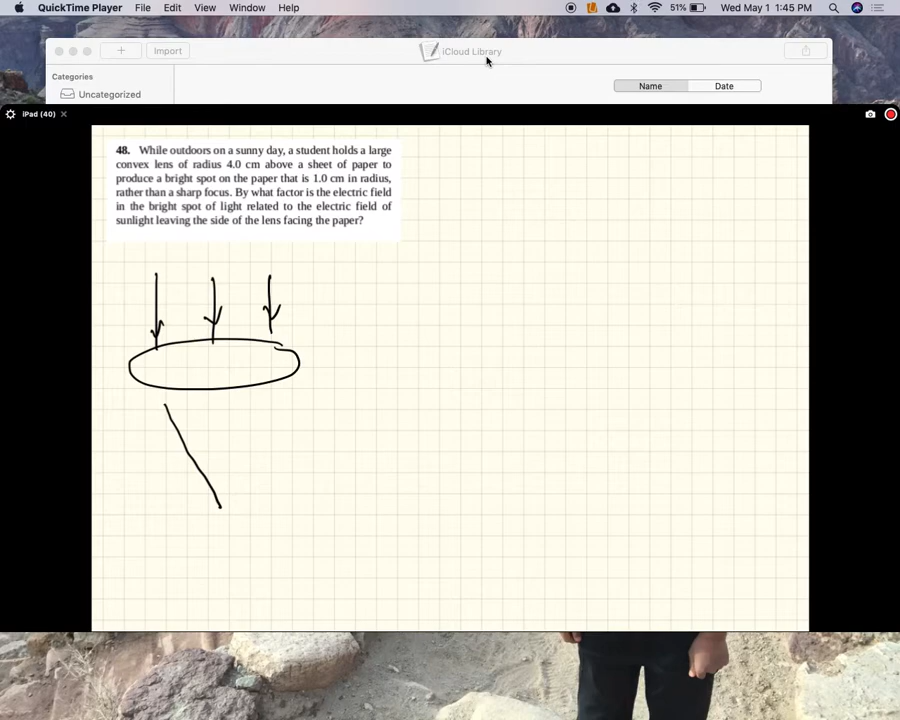 QuickTime Player File Edit View Window Help 51% Wed May 1 1:45 PM
+ Import iCloud Library
Categories
Name Date
Uncategorized
iPad (40)
48. While outdoors on a sunny day, a student holds a large
convex lens of radius 4.0 cm above a sheet of paper to
produce a bright spot on the paper that is 1.0 cm in radius,
rather than a sharp focus. By what factor is the electric field
in the bright spot of light related to the electric field of
sunlight leaving the side of the lens facing the paper?